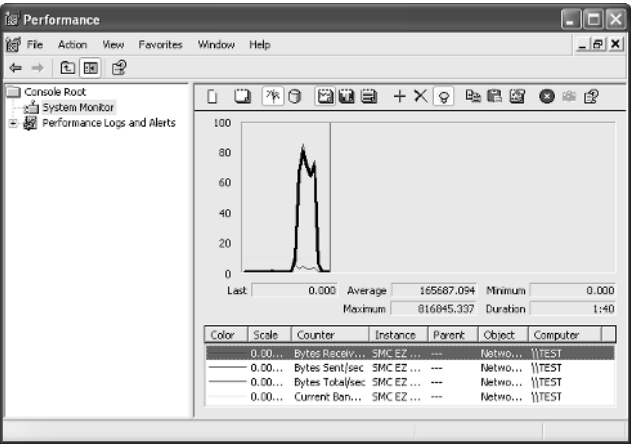 Performance
File Action View Favorites Window Help
Console Root
System Monitor
Performance Logs and Alerts
100
80
60
40
20
0
Last 0.000 Average 165687.094 Minimum 0.000
Maximum 816845.337 Duration 1:40
Color Scale Counter Instance Parent Object Computer
0.00... Bytes Receiv... SMC EZ ... --- Netwo... \\TEST
0.00... Bytes Sent/sec SMC EZ ... --- Netwo... \\TEST
0.00... Bytes Total/sec SMC EZ ... --- Netwo... \\TEST
0.00... Current Ban... SMC EZ ... --- Netwo... \\TEST